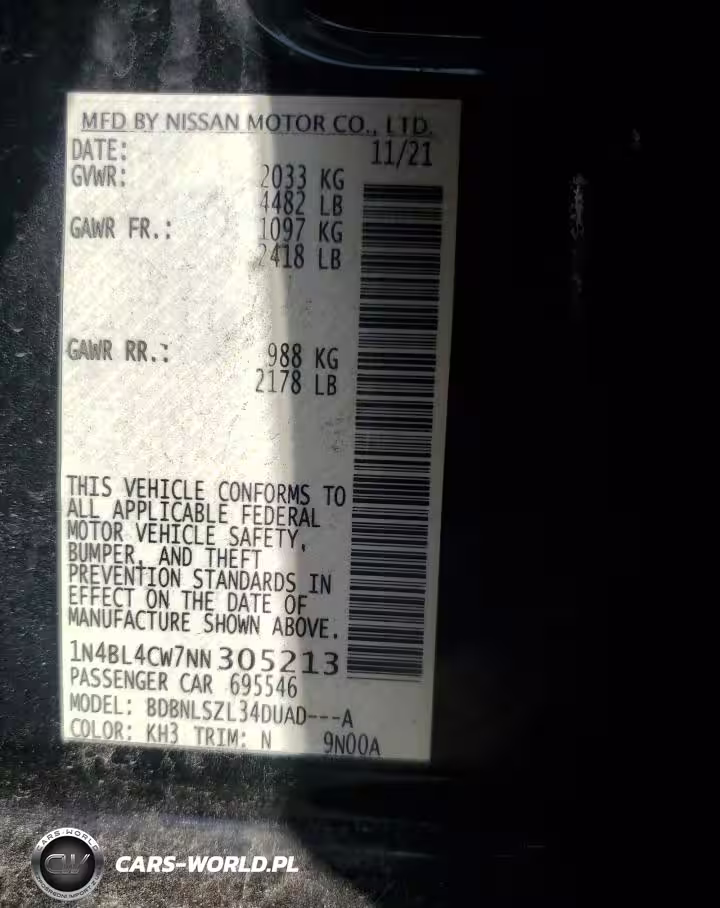 MFD BY NISSAN MOTOR CO., LTD.
DATE: 11/21
GVWR: 2033 KG
4482 LB
GAWR FR.: 1097 KG
2418 LB
GAWR RR.: 988 KG
2178 LB
THIS VEHICLE CONFORMS TO
ALL APPLICABLE FEDERAL
MOTOR VEHICLE SAFETY,
BUMPER, AND THEFT
PREVENTION STANDARDS IN
EFFECT ON THE DATE OF
MANUFACTURE SHOWN ABOVE.
1N4BL4CW7NN305213
PASSENGER CAR 695546
MODEL: BDBNLSZL34DUAD---A
COLOR: KH3 TRIM: N 9N00A
CARS-WORLD
CW
CARS-WORLD.PL